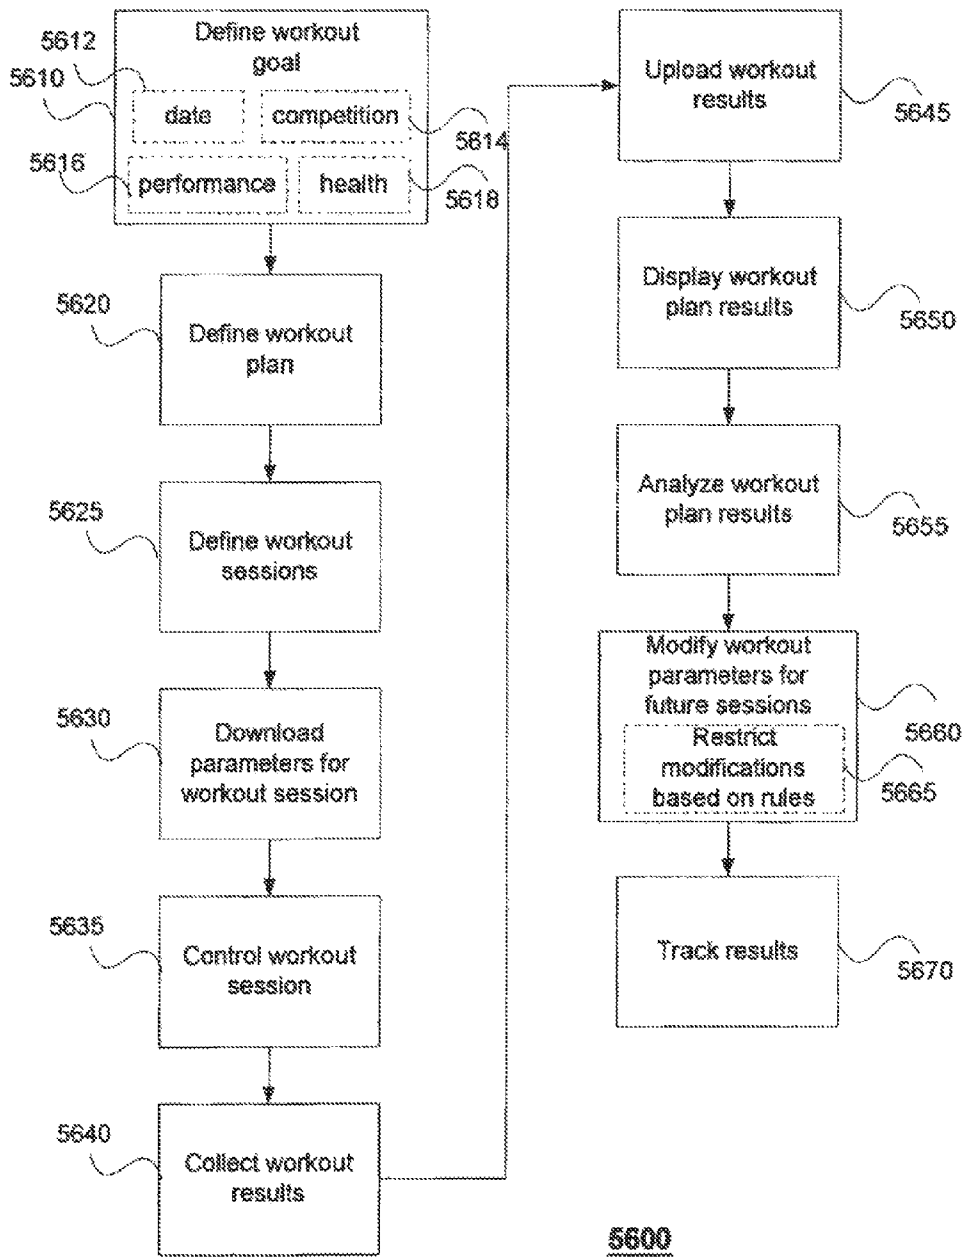 Define workout
goal
5612
5610
date
competition
5614
5616
performance
health
5618
5620
Define workout
plan
5625
Define workout
sessions
5630
Download
parameters for
workout session
5635
Control workout
session
5640
Collect workout
results
Upload workout
results
5645
Display workout
plan results
5650
Analyze workout
plan results
5655
Modify workout
parameters for
future sessions
5660
Restrict
modifications
based on rules
5665
Track results
5670
5600